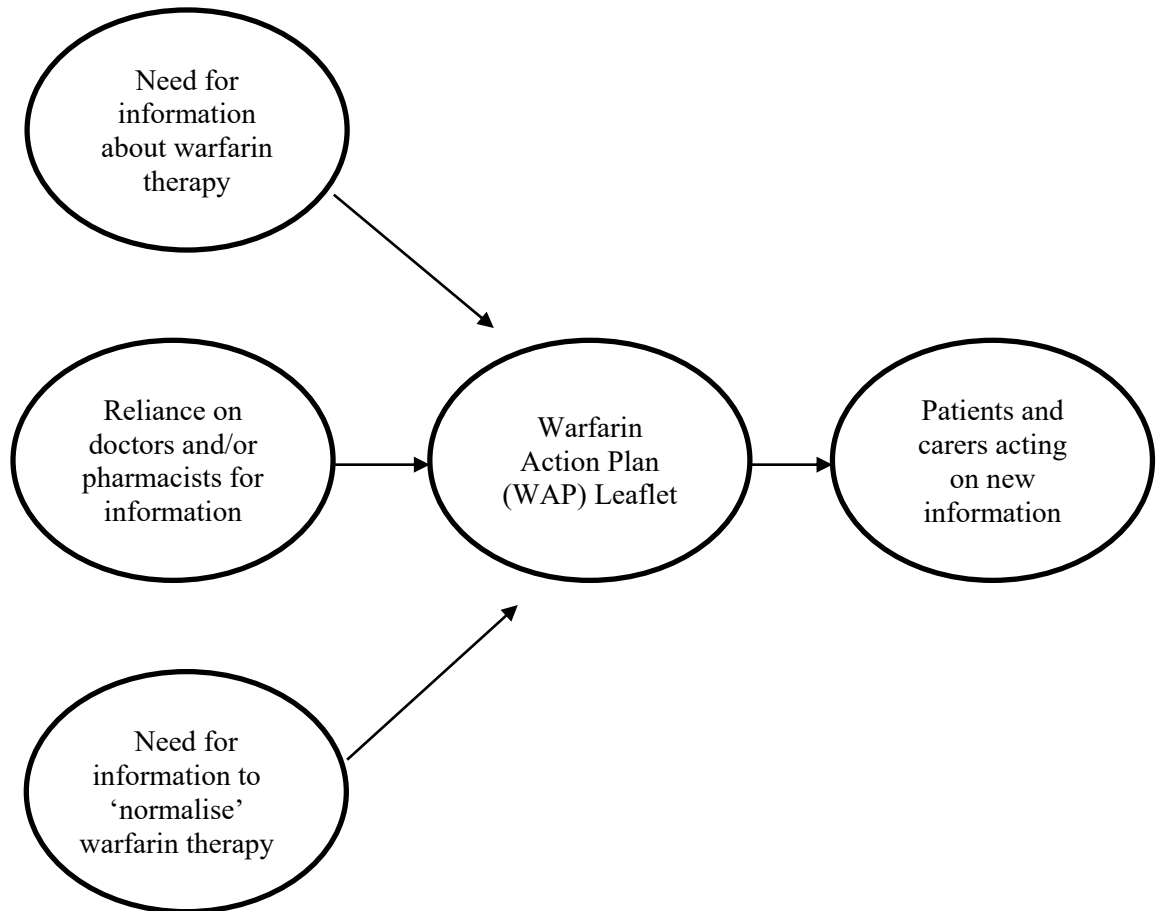 Need for
information
about warfarin
therapy
Reliance on
doctors and/or
pharmacists for
information
Warfarin
Action Plan
(WAP) Leaflet
Patients and
carers acting
on new
information
Need for
information to
‘normalise’
warfarin therapy